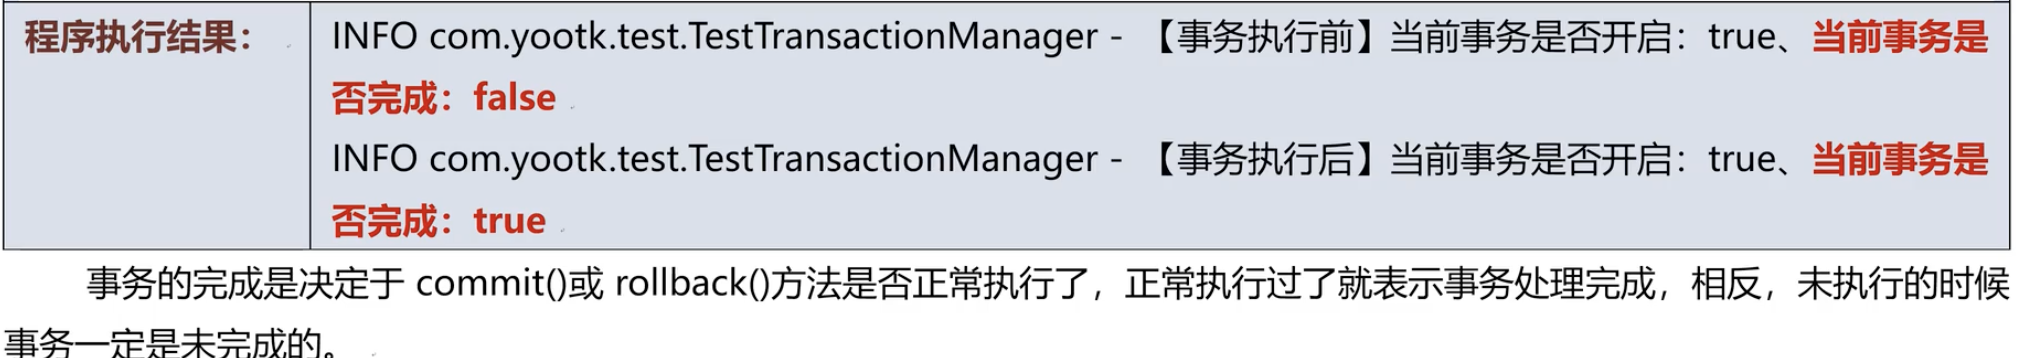 程序执行结果： INFO com.yootk.test.TestTransactionManager - 【事务执行前】当前事务是否开启：true、当前事务是
否完成：false
INFO com.yootk.test.TestTransactionManager - 【事务执行后】当前事务是否开启：true、当前事务是
否完成：true
事务的完成是决定于 commit()或 rollback()方法是否正常执行了，正常执行过了就表示事务处理完成，相反，未执行的时候
事务一定是未完成的。